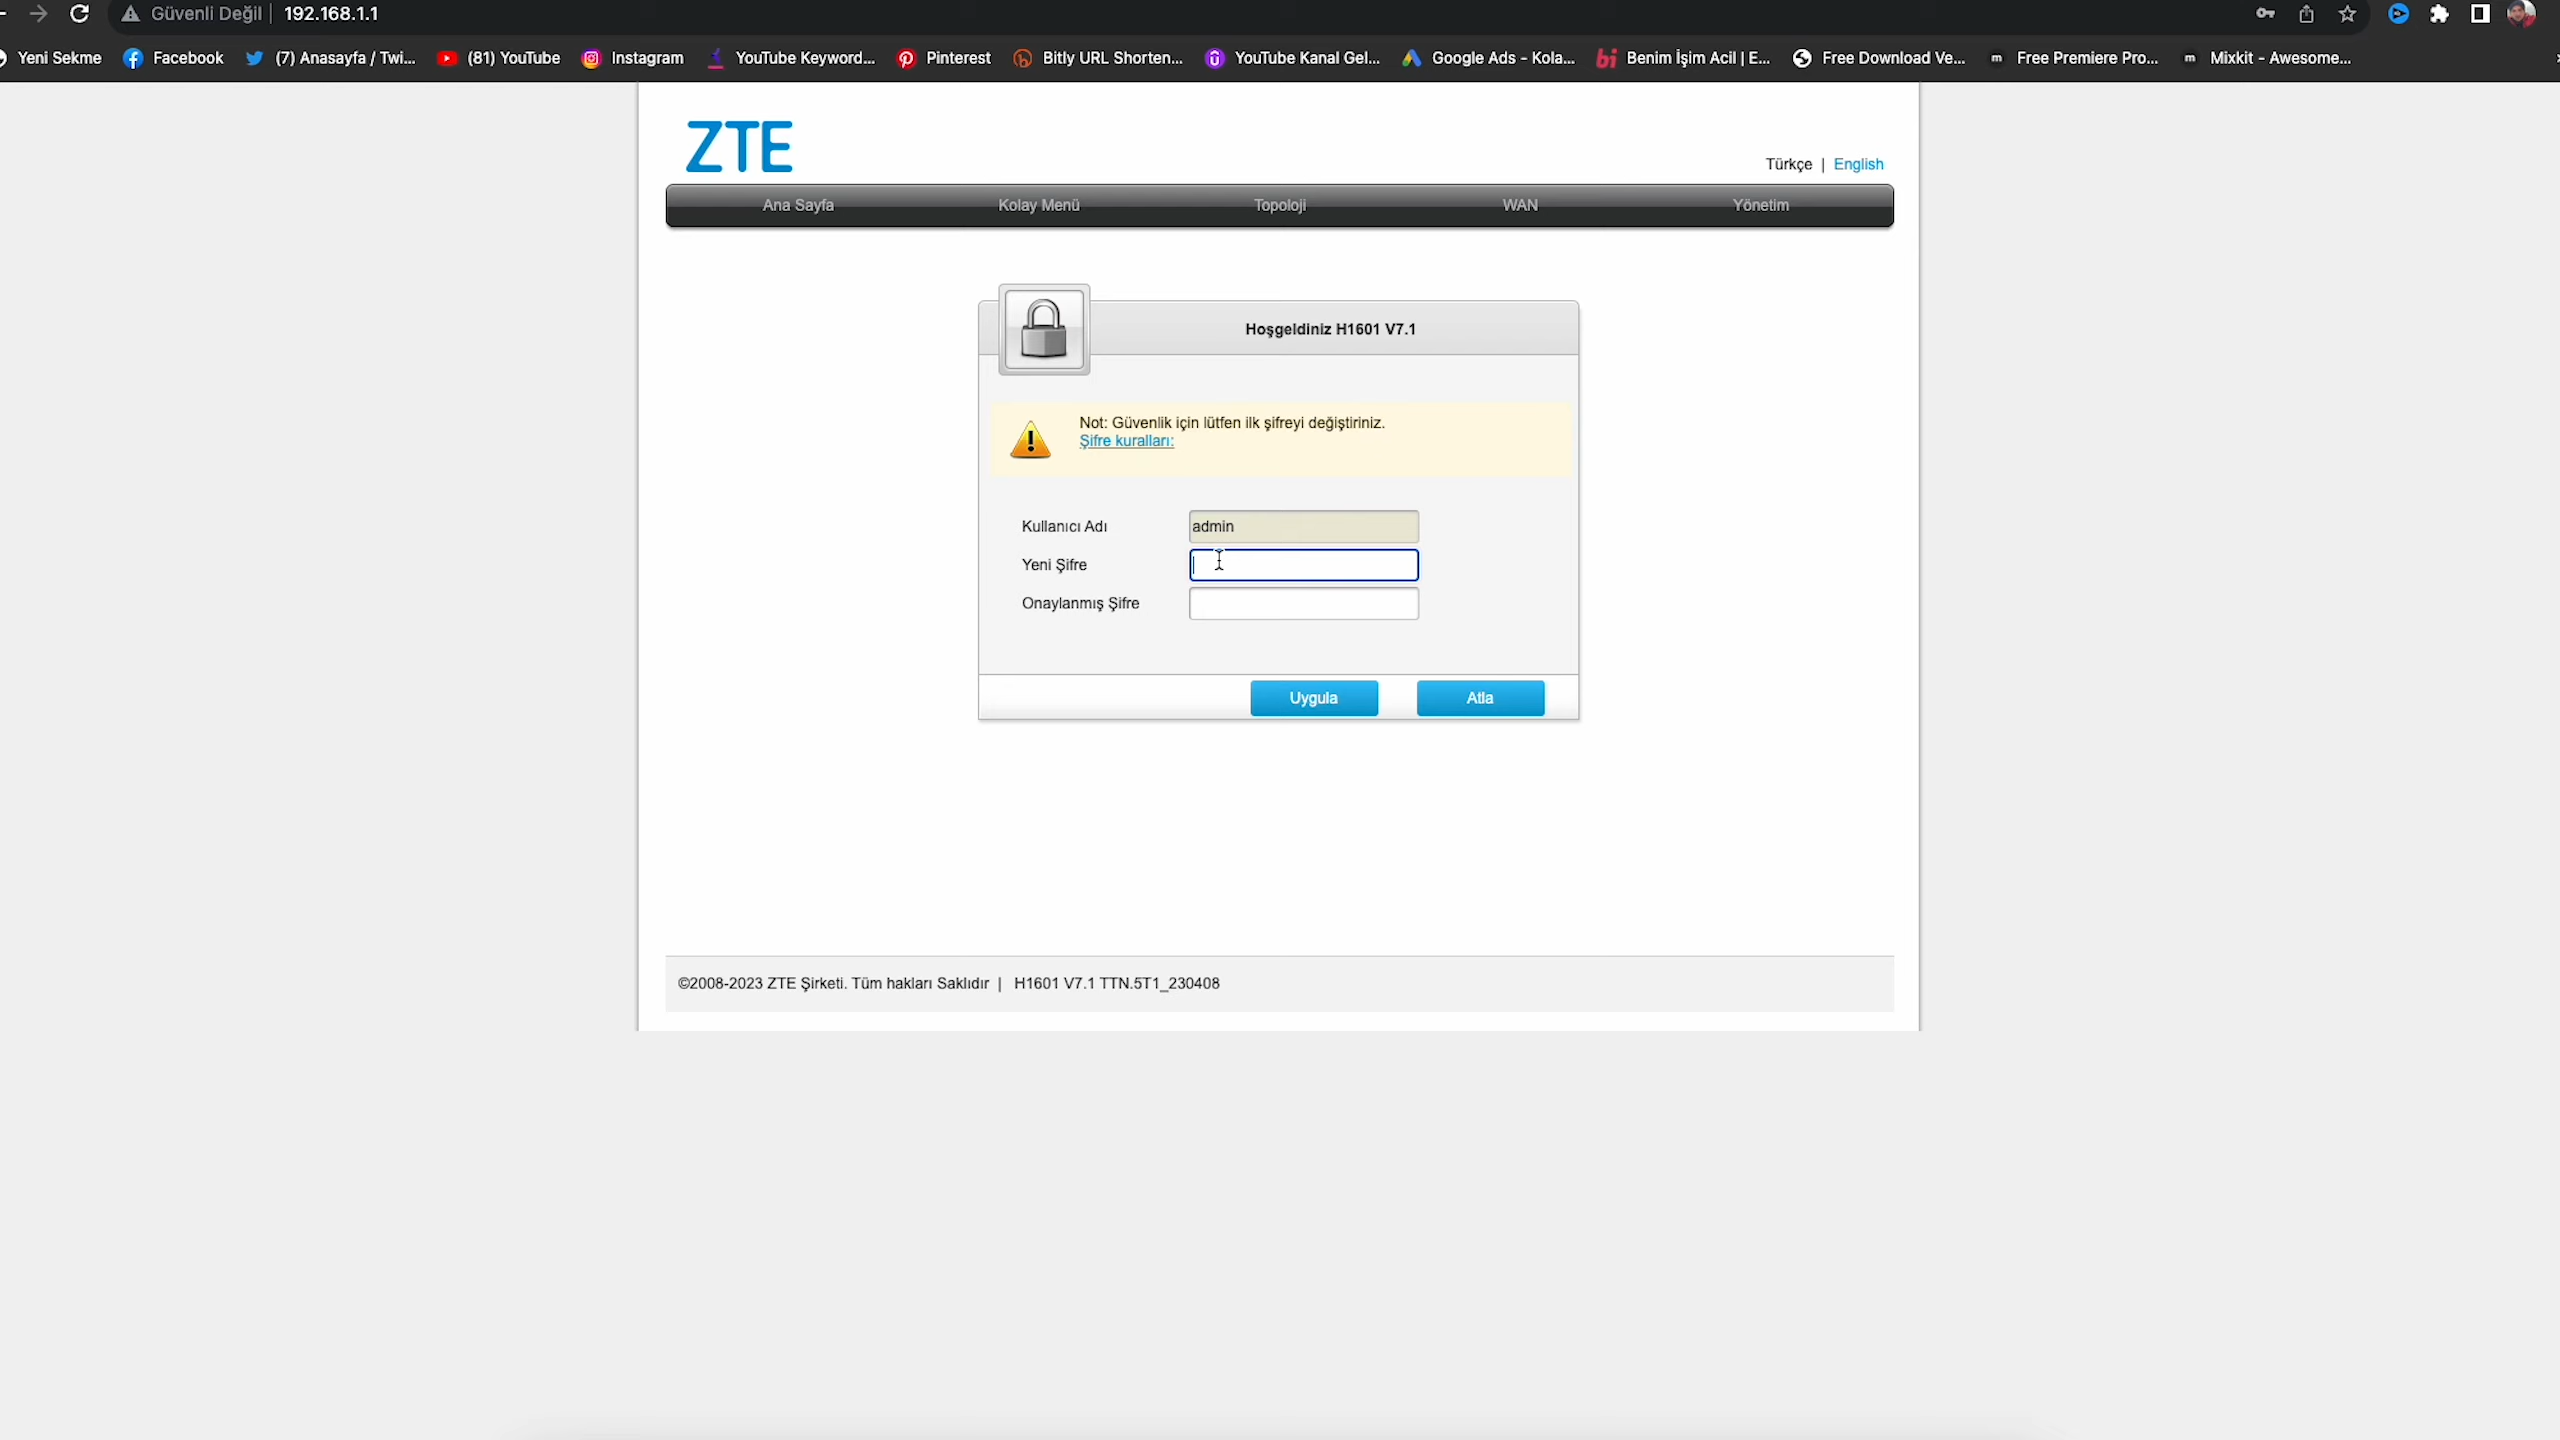 Güvenli Değil 192.168.1.1
Yeni Sekme Facebook (7) Anasayfa / Twi... (81) YouTube Instagram YouTube Keyword... Pinterest Bitly URL Shorten... YouTube Kanal Gel... Google Ads - Kola... Benim İşim Acil | E... Free Download Ve... Free Premiere Pro... Mixkit - Awesome...
ZTE
Türkçe | English
Ana Sayfa Kolay Menü Topoloji WAN Yönetim
Hoşgeldiniz H1601 V7.1
Not: Güvenlik için lütfen ilk şifreyi değiştiriniz.
Şifre kuralları:
Kullanıcı Adı admin
Yeni Şifre
Onaylanmış Şifre
Uygula Atla
©2008-2023 ZTE Şirketi. Tüm hakları Saklıdır | H1601 V7.1 TTN.5T1_230408